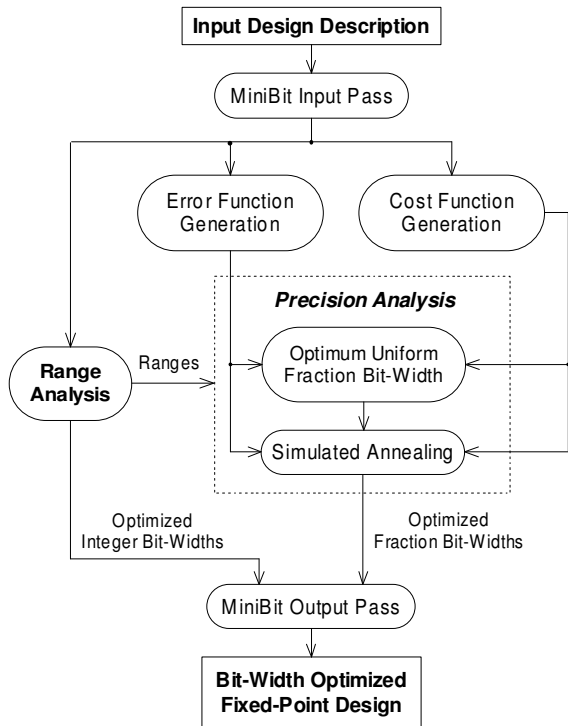 Input Design Description
MiniBit Input Pass
Error Function
Generation
Cost Function
Generation
Precision Analysis
Optimum Uniform
Fraction Bit-Width
Range
Analysis
Ranges
Simulated Annealing
Optimized
Integer Bit-Widths
Optimized
Fraction Bit-Widths
MiniBit Output Pass
Bit-Width Optimized
Fixed-Point Design